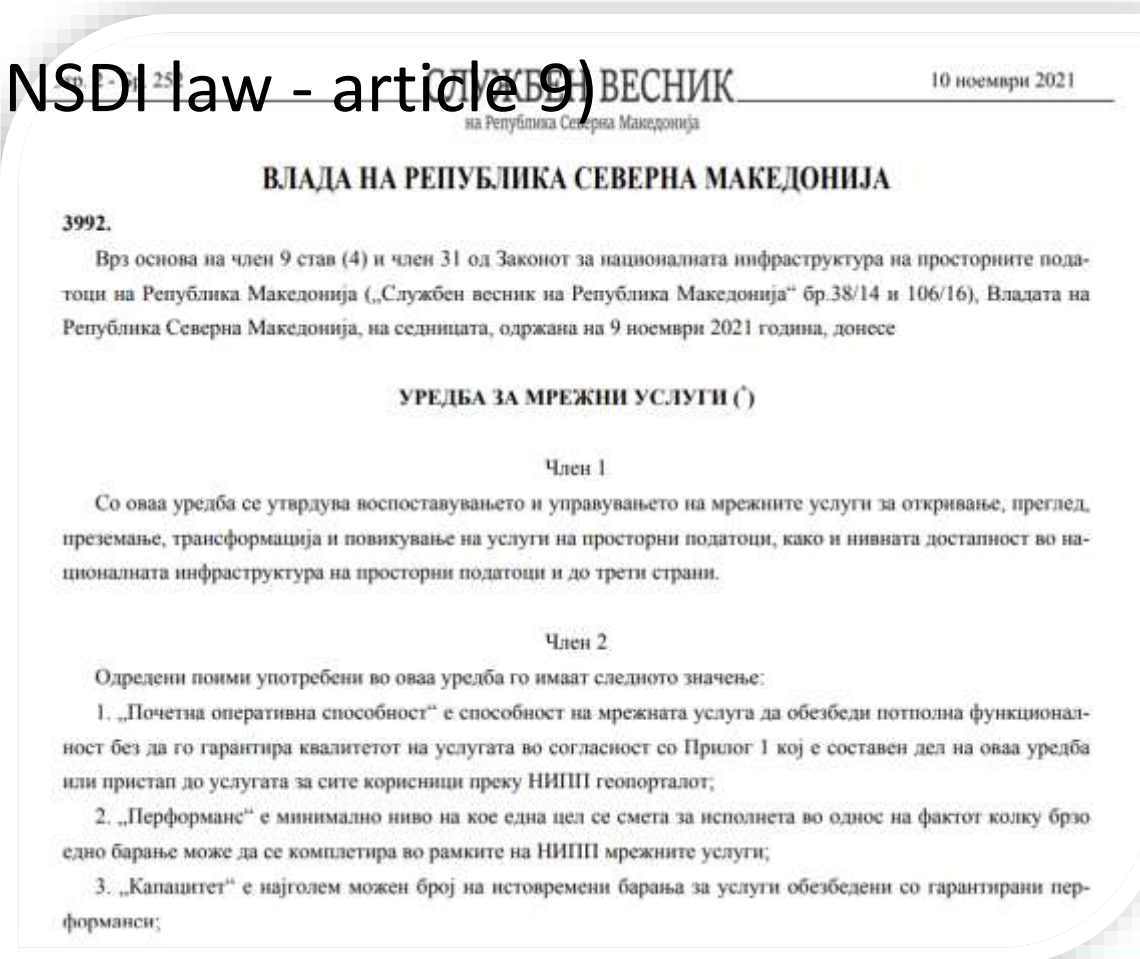 NSDI law - article 9)
СЛУЖБЕН ВЕСНИК
10 ноември 2021
на Република Северна Македонија
ВЛАДА НА РЕПУБЛИКА СЕВЕРНА МАКЕДОНИЈА
3992.
Врз основа на член 9 став (4) и член 31 од Законот за националната инфраструктура на просторните пода-
тоци на Република Македонија („Службен весник на Република Македонија“ бр.38/14 и 106/16), Владата на
Република Северна Македонија, на седницата, одржана на 9 ноември 2021 година, донесе
УРЕДБА ЗА МРЕЖНИ УСЛУГИ (*)
Член 1
Со оваа уредба се утврдува воспоставувањето и управувањето на мрежните услуги за откривање, преглед,
преземање, трансформација и повикување на услуги на просторни податоци, како и нивната достапност во на-
ционалната инфраструктура на просторни податоци и до трети страни.
Член 2
Одредени поими употребени во оваа уредба го имаат следното значење:
1. „Почетна оперативна способност“ е способност на мрежната услуга да обезбеди потполна функционал-
ност без да го гарантира квалитетот на услугата во согласност со Прилог 1 кој е составен дел на оваа уредба
или пристап до услугата за сите корисници преку НИПП геопорталот;
2. „Перформанс“ е минимално ниво на кое една цел се смета за исполнета во однос на фактот колку брзо
едно барање може да се комплетира во рамките на НИПП мрежните услуги;
3. „Капацитет“ е најголем можен број на истовремени барања за услуги обезбедени со гарантирани пер-
форманси;